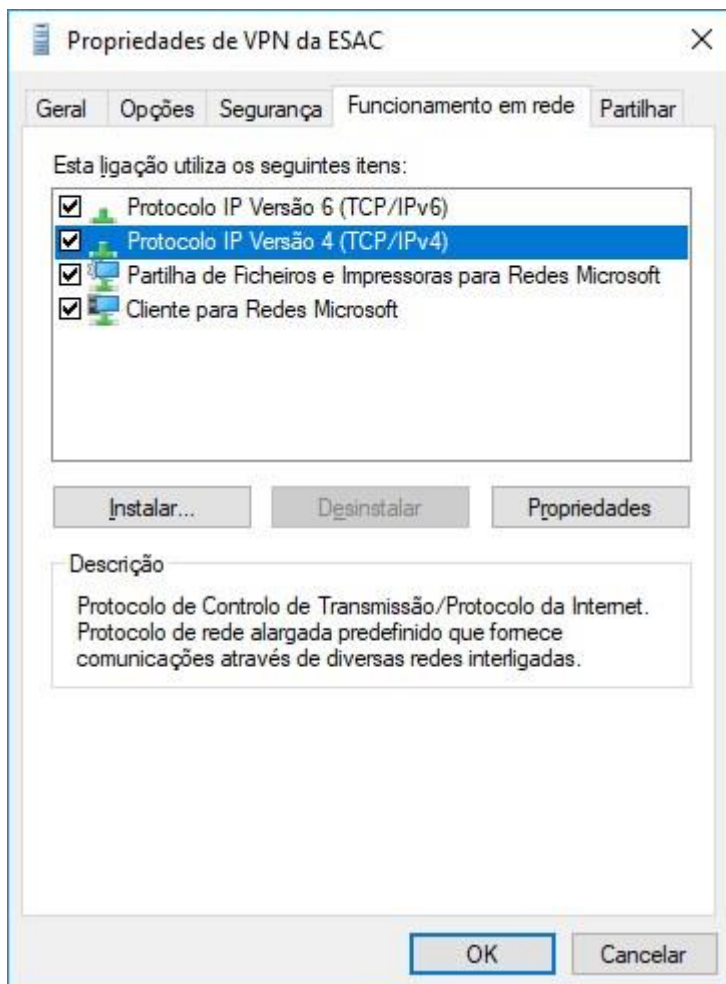 Propriedades de VPN da ESAC
Geral Opções Segurança Funcionamento em rede Partilhar
Esta ligação utiliza os seguintes itens:
Protocolo IP Versão 6 (TCP/IPv6)
Protocolo IP Versão 4 (TCP/IPv4)
Partilha de Ficheiros e Impressoras para Redes Microsoft
Cliente para Redes Microsoft
Instalar... Desinstalar Propriedades
Descrição
Protocolo de Controlo de Transmissão/Protocolo da Internet.
Protocolo de rede alargada predefinido que fornece
comunicações através de diversas redes interligadas.
OK Cancelar